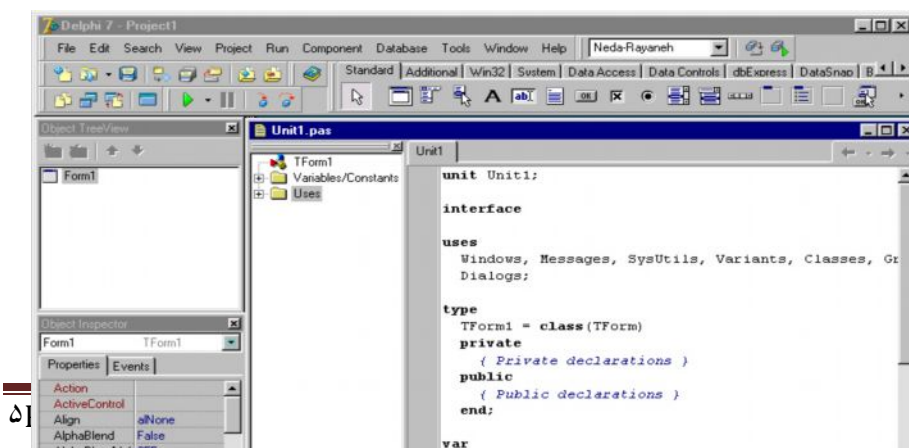 Delphi 7 - Project1
File Edit Search View Project Run Component Database Tools Window Help Neda-Rayaneh
Standard Additional Win32 System Data Access Data Controls dbExpress DataSnap B
Object TreeView
Form1
Unit1.pas
TForm1
Variables/Constants
Uses
Unit1
unit Unit1;
interface
uses
Windows, Messages, SysUtils, Variants, Classes, Gr
Dialogs;
type
TForm1 = class(TForm)
private
{ Private declarations }
public
{ Public declarations }
end;
var
Object Inspector
Form1 TForm1
Properties Events
Action
ActiveControl
Align alNone
AlphaBlend False